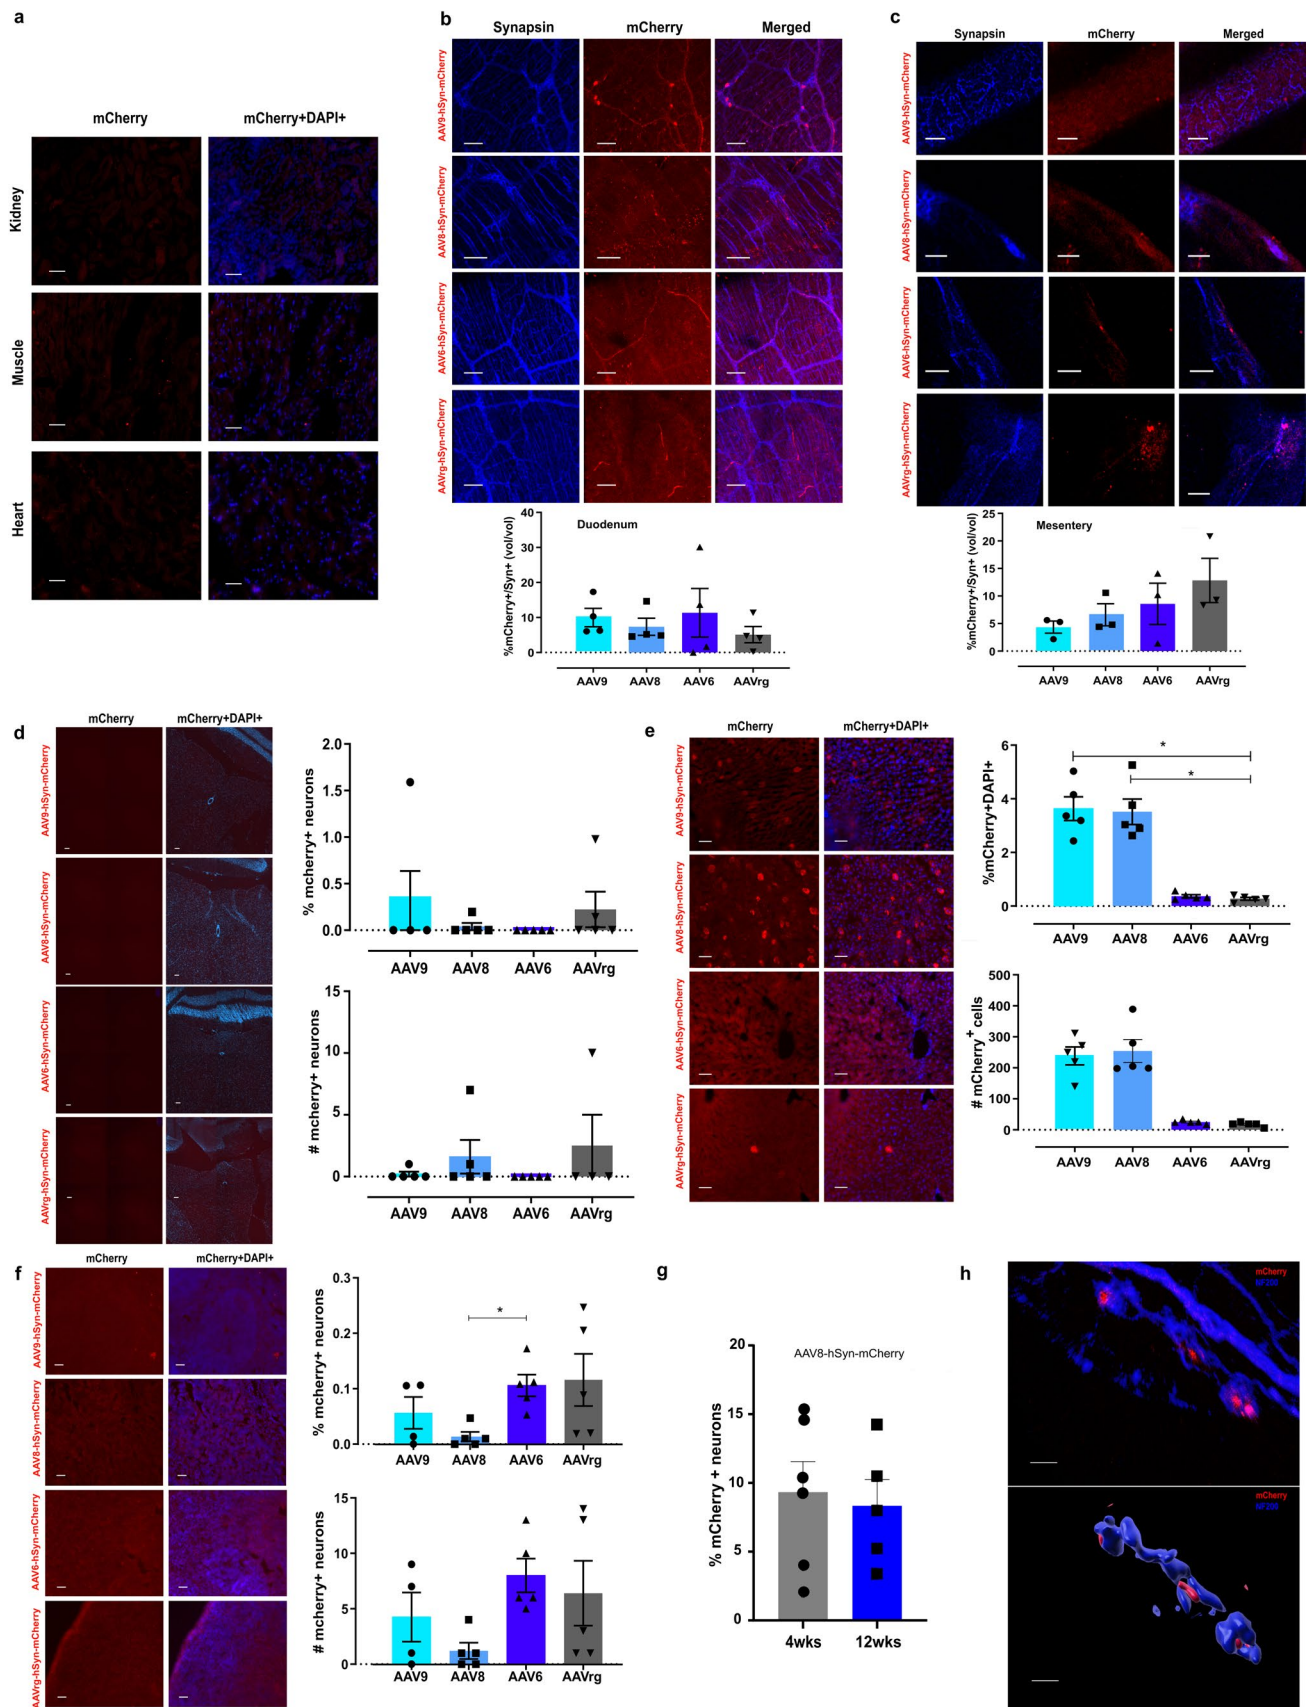 a
mCherry
mCherry+DAPI+
Kidney
Muscle
Heart
b
Synapsin
mCherry
Merged
AAV9-hSyn-mCherry
AAV8-hSyn-mCherry
AAV6-hSyn-mCherry
AAVrg-hSyn-mCherry
Duodenum
%mCherry+/Syn+ (vol/vol)
40
30
20
10
0
AAV9
AAV8
AAV6
AAVrg
c
Synapsin
mCherry
Merged
AAV9-hSyn-mCherry
AAV8-hSyn-mCherry
AAV6-hSyn-mCherry
AAVrg-hSyn-mCherry
Mesentery
%mCherry+/Syn+ (vol/vol)
25
20
15
10
5
0
AAV9
AAV8
AAV6
AAVrg
d
mCherry
mCherry+DAPI+
AAV9-hSyn-mCherry
AAV8-hSyn-mCherry
AAV6-hSyn-mCherry
AAVrg-hSyn-mCherry
% mcherry+ neurons
2.0
1.5
1.0
0.5
0.0
AAV9
AAV8
AAV6
AAVrg
# mcherry+ neurons
15
10
5
0
AAV9
AAV8
AAV6
AAVrg
e
mCherry
mCherry+DAPI+
AAV9-hSyn-mCherry
AAV8-hSyn-mCherry
AAV6-hSyn-mCherry
AAVrg-hSyn-mCherry
%mCherry+DAPI+
6
4
2
0
*
*
AAV9
AAV8
AAV6
AAVrg
# mCherry+ cells
500
400
300
200
100
0
AAV9
AAV8
AAV6
AAVrg
f
mCherry
mCherry+DAPI+
AAV9-hSyn-mCherry
AAV8-hSyn-mCherry
AAV6-hSyn-mCherry
AAVrg-hSyn-mCherry
% mcherry+ neurons
0.3
0.2
0.1
0.0
*
AAV9
AAV8
AAV6
AAVrg
# mcherry+ neurons
15
10
5
0
AAV9
AAV8
AAV6
AAVrg
g
AAV8-hSyn-mCherry
% mCherry + neurons
20
15
10
5
0
4wks
12wks
h
mCherry
NF200
mCherry
NF200